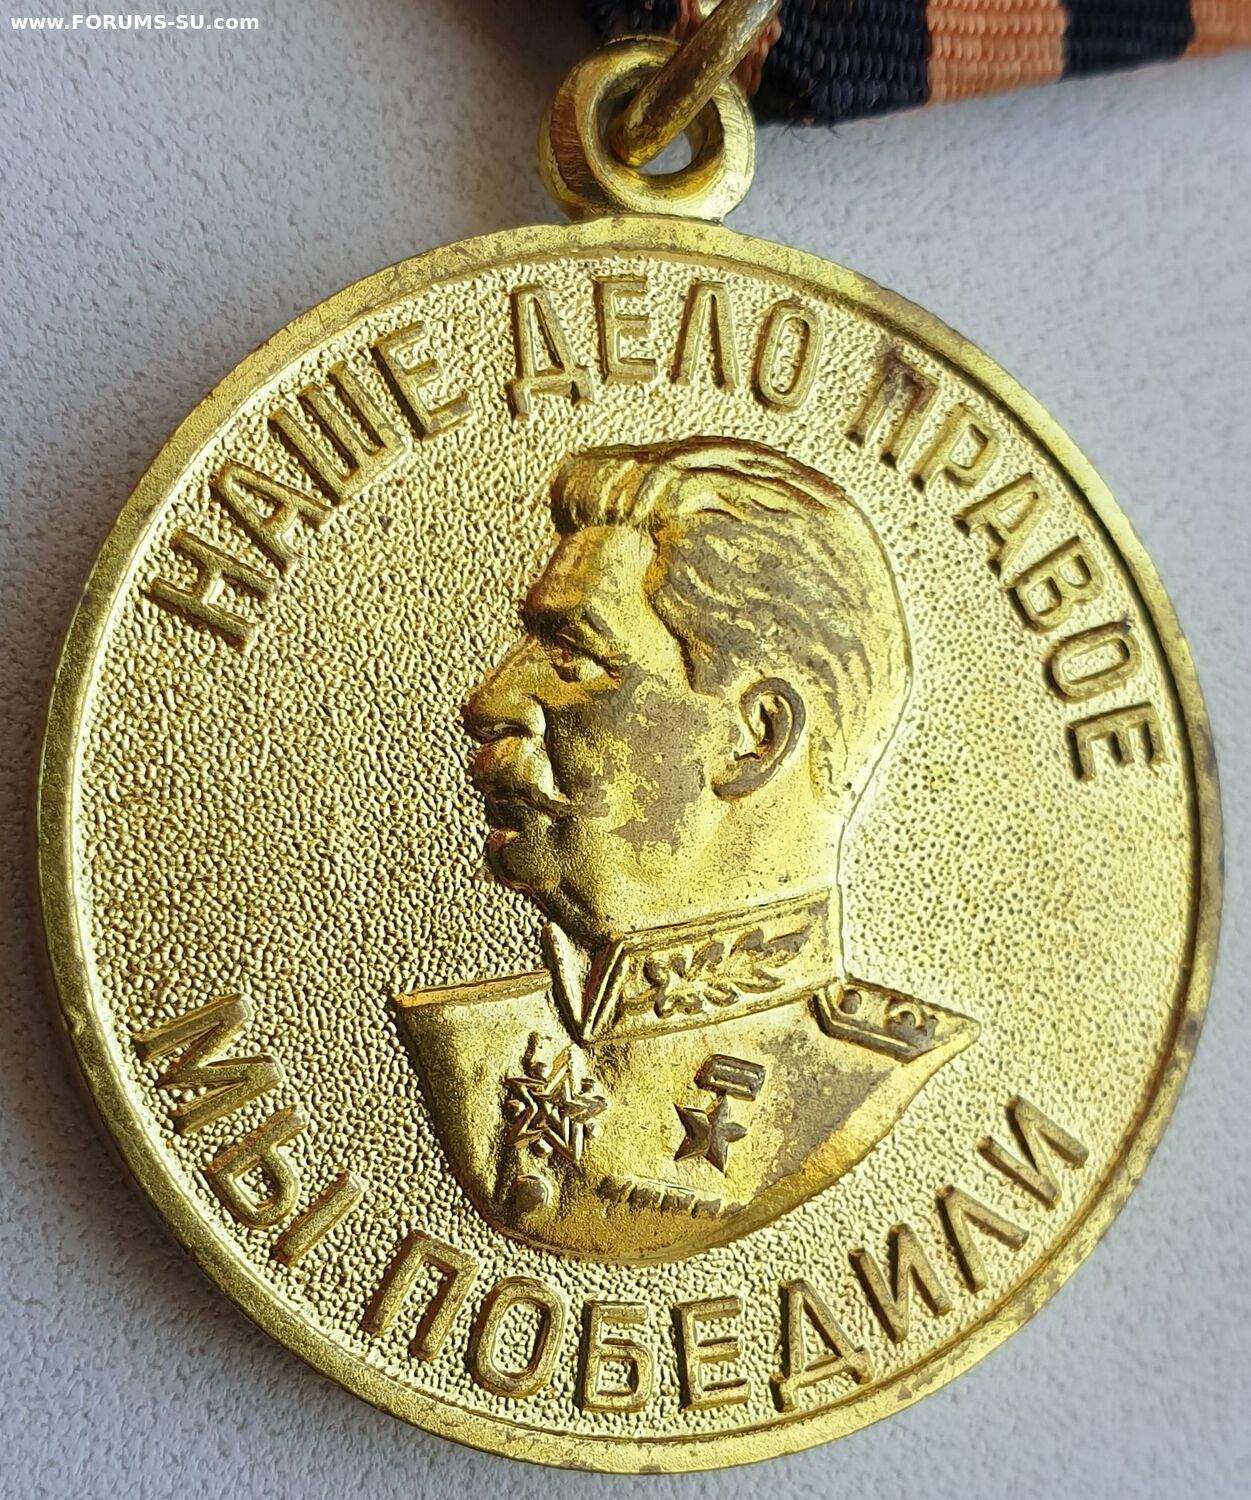 www.FORUMS-SU.com
НАШЕ ДЕЛО ПРАВОЕ
МЫ ПОБЕДИЛИ